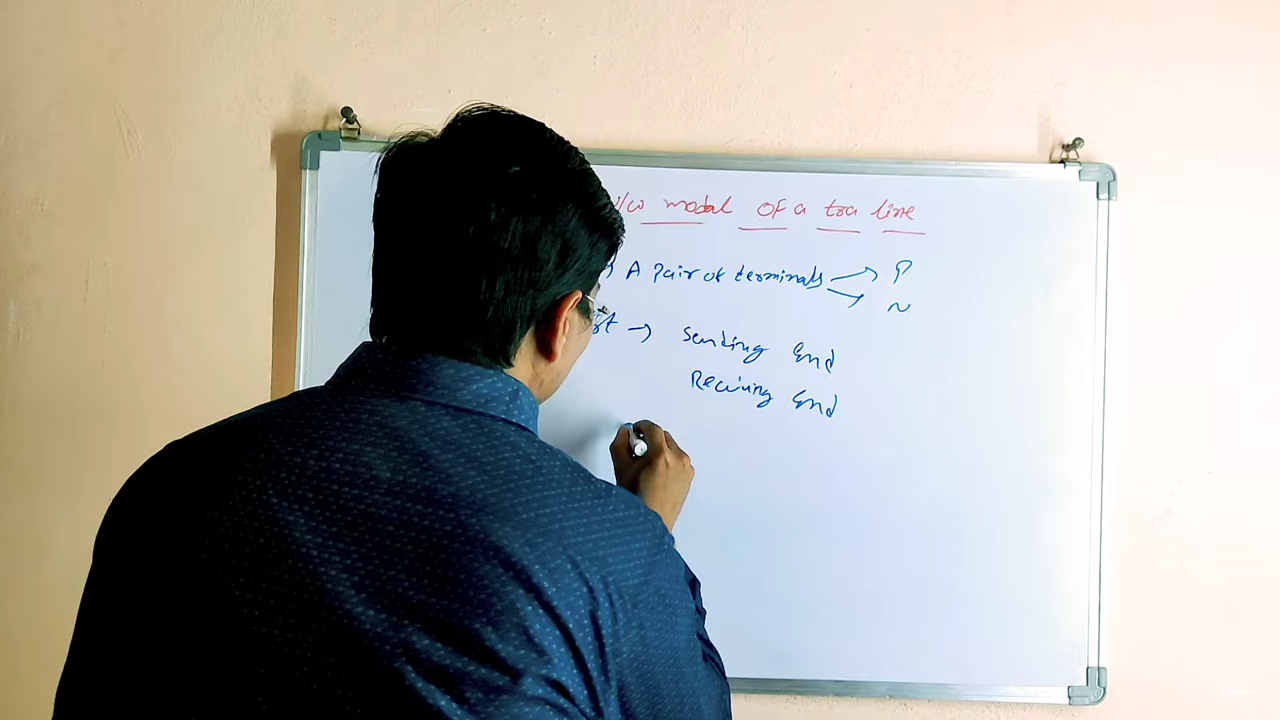 n/w modal of a tra line
A pair of terminals → P
→ N
→ Sending End
Receiving End